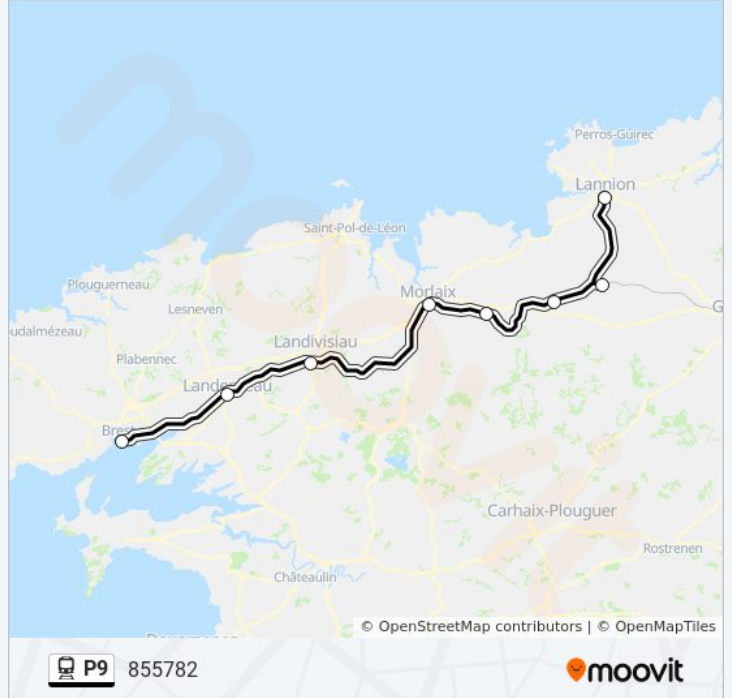 Perros-Guirec
Lannion
Saint-Pol-de-Léon
Plouguerneau
Morlaix
Lesneven
G
udalmézeau
Landivisiau
Plabennec
Brest
Carhaix-Plouguer
Rostrenen
Châteaulin
© OpenStreetMap contributors | © OpenMapTiles
P9 855782
moovit